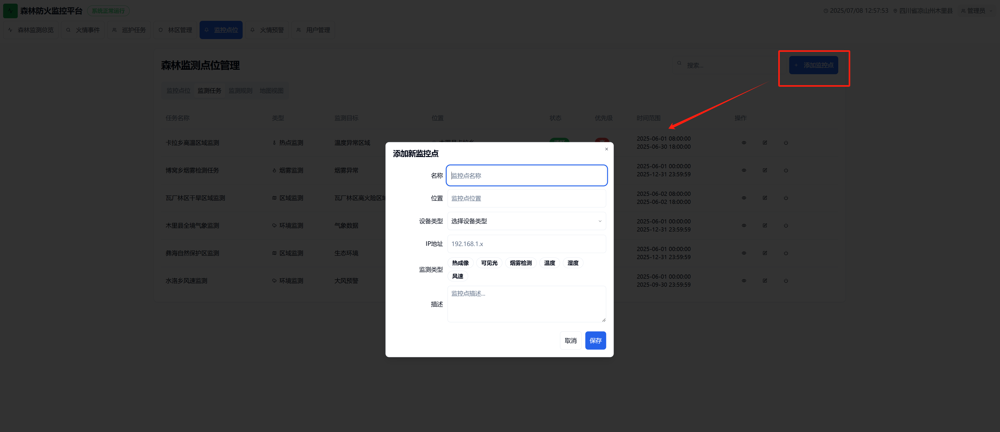 森林防火监控平台 系统正常运行 2025/07/08 12:57:53 四川省凉山州木里县 管理员
森林监测总览 火情事件 巡护任务 林区管理 监控点位 火情预警 用户管理
森林监测点位管理 搜索... + 添加监控点
监控点位 监测任务 监测规则 地图视图
任务名称 类型 监测目标 位置 状态 优先级 时间范围 操作
卡拉乡高温区域监测 热点监测 温度异常区域 2025-06-01 08:00:00
2025-06-30 18:00:00
博窝乡烟雾检测任务 烟雾监测 烟雾异常 2025-06-01 00:00:00
2025-12-31 23:59:59
瓦厂林区干旱区域监测 区域监测 瓦厂林区高火险区域 2025-06-02 08:00:00
2025-06-02 18:00:00
木里县全境气象监测 环境监测 气象数据 2025-06-01 00:00:00
2025-12-31 23:59:59
彝海自然保护区监测 区域监测 生态环境 2025-06-01 00:00:00
2025-12-31 23:59:59
水洛乡风速监测 环境监测 大风预警 2025-06-01 00:00:00
2025-09-30 23:59:59
添加新监控点 ×
名称 监控点名称
位置 监控点位置
设备类型 选择设备类型
IP地址 192.168.1.x
监测类型 热成像 可见光 烟雾检测 温度 湿度
风速
描述 监控点描述...
取消 保存